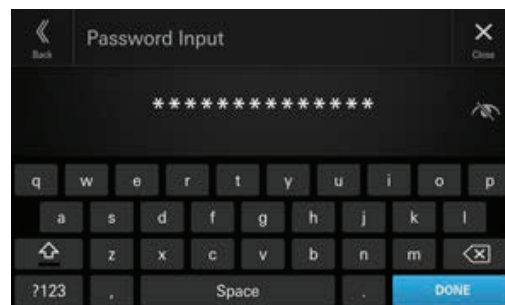 Password Input
Back
Close
**************
q w e r t y u i o p
a s d f g h j k l
z x c v b n m
?123 , Space . DONE